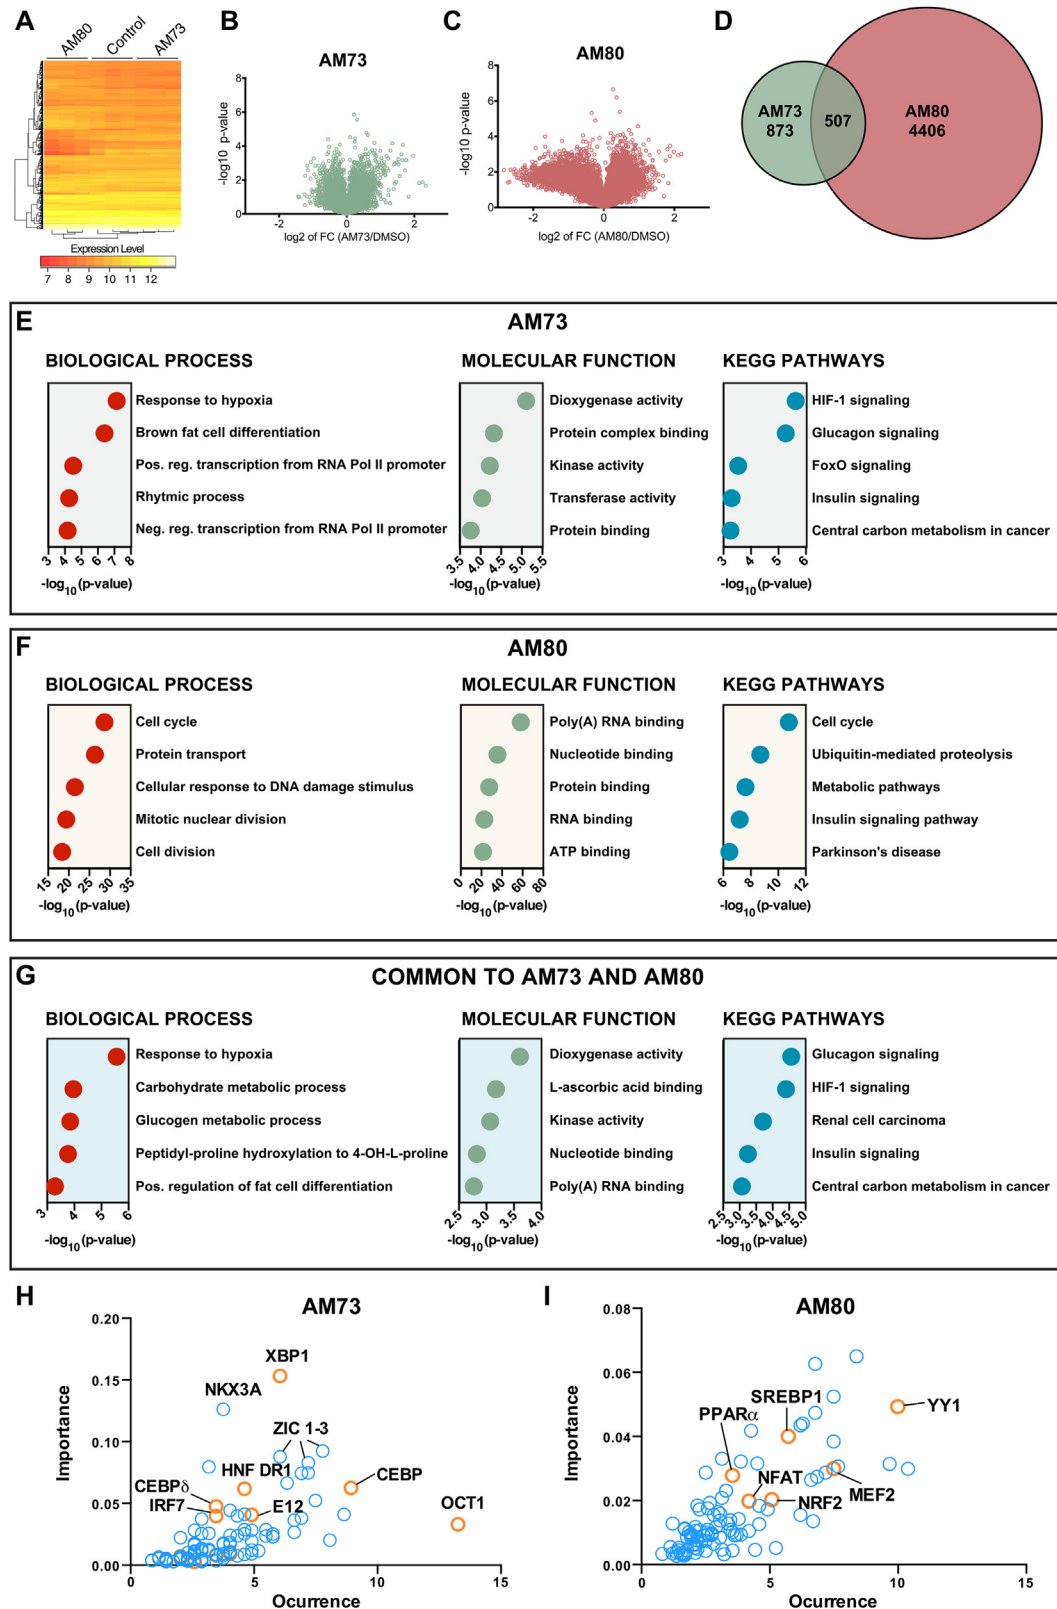 A
AM80
Control
AM73
Expression Level
7 8 9 10 11 12
B
AM73
-log10 p-value
8
6
4
2
0
-2 0 2
log2 of FC (AM73/DMSO)
C
AM80
-log10 p-value
8
6
4
2
0
-2 0 2
log2 of FC (AM80/DMSO)
D
AM73
873
507
AM80
4406
E
AM73
BIOLOGICAL PROCESS
Response to hypoxia
Brown fat cell differentiation
Pos. reg. transcription from RNA Pol II promoter
Rhytmic process
Neg. reg. transcription from RNA Pol II promoter
3 4 5 6 7 8
-log10(p-value)
MOLECULAR FUNCTION
Dioxygenase activity
Protein complex binding
Kinase activity
Transferase activity
Protein binding
3.5 4.0 4.5 5.0 5.5
-log10(p-value)
KEGG PATHWAYS
HIF-1 signaling
Glucagon signaling
FoxO signaling
Insulin signaling
Central carbon metabolism in cancer
3 4 5 6
-log10(p-value)
F
AM80
BIOLOGICAL PROCESS
Cell cycle
Protein transport
Cellular response to DNA damage stimulus
Mitotic nuclear division
Cell division
15 20 25 30 35
-log10(p-value)
MOLECULAR FUNCTION
Poly(A) RNA binding
Nucleotide binding
Protein binding
RNA binding
ATP binding
0 20 40 60 80
-log10(p-value)
KEGG PATHWAYS
Cell cycle
Ubiquitin-mediated proteolysis
Metabolic pathways
Insulin signaling pathway
Parkinson's disease
6 8 10 12
-log10(p-value)
G
COMMON TO AM73 AND AM80
BIOLOGICAL PROCESS
Response to hypoxia
Carbohydrate metabolic process
Glucogen metabolic process
Peptidyl-proline hydroxylation to 4-OH-L-proline
Pos. regulation of fat cell differentiation
3 4 5 6
-log10(p-value)
MOLECULAR FUNCTION
Dioxygenase activity
L-ascorbic acid binding
Kinase activity
Nucleotide binding
Poly(A) RNA binding
2.5 3.0 3.5 4.0
-log10(p-value)
KEGG PATHWAYS
Glucagon signaling
HIF-1 signaling
Renal cell carcinoma
Insulin signaling
Central carbon metabolism in cancer
2.5 3.0 3.5 4.0 4.5 5.0
-log10(p-value)
H
AM73
Importance
0.20
0.15
0.10
0.05
0.00
0 5 10 15
Ocurrence
XBP1
NKX3A
ZIC 1-3
HNF DR1
CEBPδ
IRF7
E12
CEBP
OCT1
I
AM80
Importance
0.08
0.06
0.04
0.02
0.00
0 5 10 15
Ocurrence
SREBP1
PPARα
YY1
NFAT
NRF2
MEF2